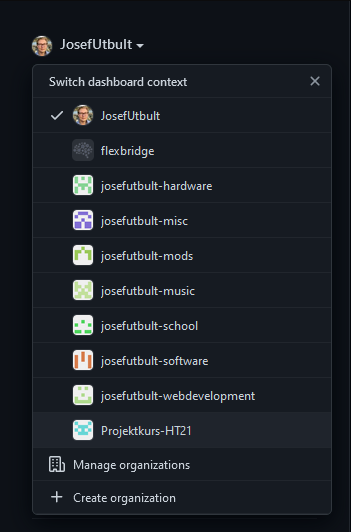 JosefUtbult
Switch dashboard context
JosefUtbult
flexbridge
josefutbult-hardware
josefutbult-misc
josefutbult-mods
josefutbult-music
josefutbult-school
josefutbult-software
josefutbult-webdevelopment
Projektkurs-HT21
Manage organizations
Create organization